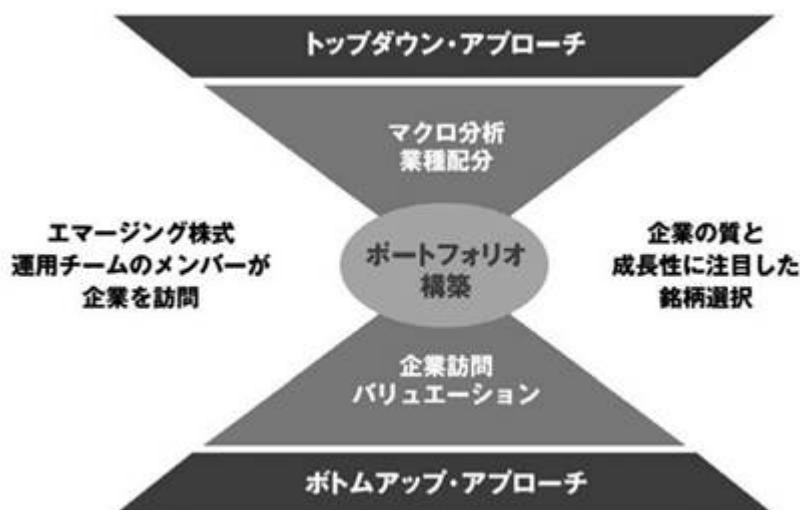 トップダウン・アプローチ
マクロ分析
業種配分
エマージング株式
運用チームのメンバーが
企業を訪問
ポートフォリオ
構築
企業の質と
成長性に注目した
銘柄選択
企業訪問
バリュエーション
ボトムアップ・アプローチ